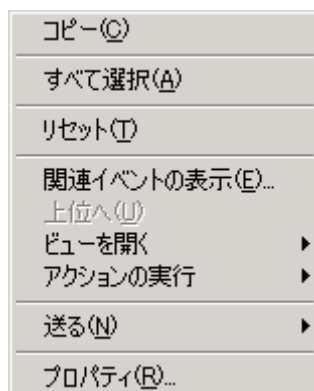 コピー(C)
すべて選択(A)
リセット(T)
関連イベントの表示(E)...
上位へ(U)
ビューを開く
アクションの実行
送る(N)
プロパティ(R)...